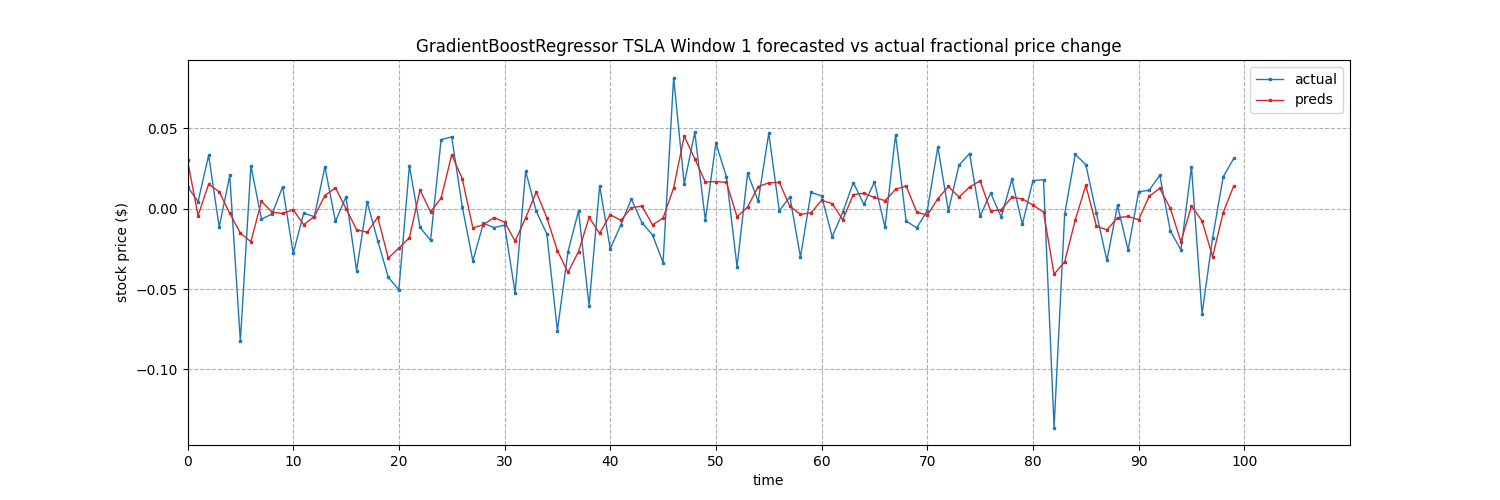 GradientBoostRegressor TSLA Window 1 forecasted vs actual fractional price change
actual
preds
stock price ($)
0.05
0.00
−0.05
−0.10
0 10 20 30 40 50 60 70 80 90 100
time